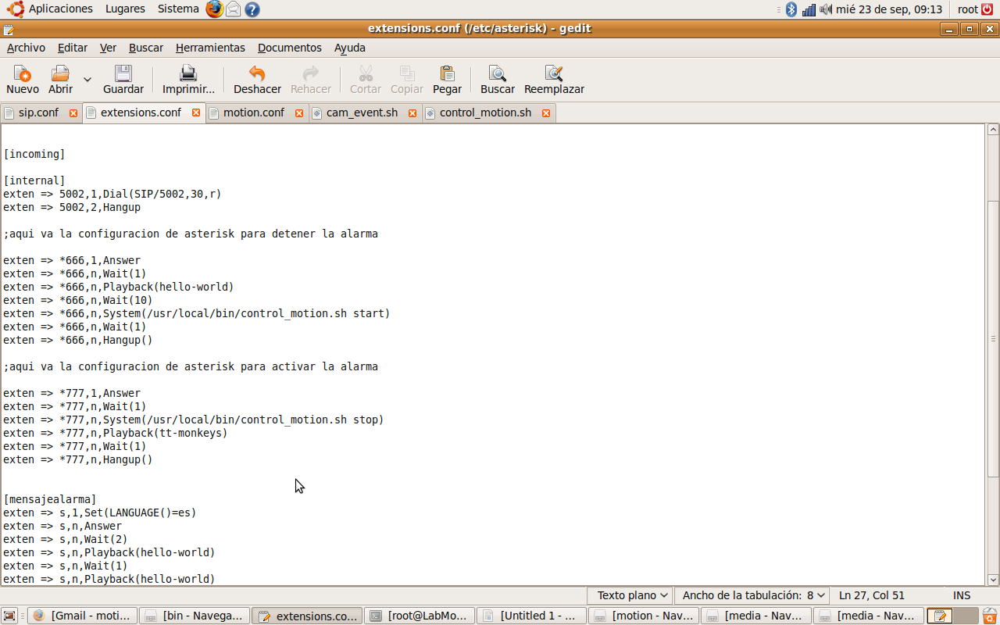 Aplicaciones Lugares Sistema mié 23 de sep, 09:13 root
extensions.conf (/etc/asterisk) - gedit
Archivo Editar Ver Buscar Herramientas Documentos Ayuda
Nuevo Abrir Guardar Imprimir... Deshacer Rehacer Cortar Copiar Pegar Buscar Reemplazar
sip.conf extensions.conf motion.conf cam_event.sh control_motion.sh
[incoming]
[internal]
exten => 5002,1,Dial(SIP/5002,30,r)
exten => 5002,2,Hangup
;aqui va la configuracion de asterisk para detener la alarma
exten => *666,1,Answer
exten => *666,n,Wait(1)
exten => *666,n,Playback(hello-world)
exten => *666,n,Wait(10)
exten => *666,n,System(/usr/local/bin/control_motion.sh start)
exten => *666,n,Wait(1)
exten => *666,n,Hangup()
;aqui va la configuracion de asterisk para activar la alarma
exten => *777,1,Answer
exten => *777,n,Wait(1)
exten => *777,n,System(/usr/local/bin/control_motion.sh stop)
exten => *777,n,Playback(tt-monkeys)
exten => *777,n,Wait(1)
exten => *777,n,Hangup()
[mensajealarma]
exten => s,1,Set(LANGUAGE()=es)
exten => s,n,Answer
exten => s,n,Wait(2)
exten => s,n,Playback(hello-world)
exten => s,n,Wait(1)
exten => s,n,Playback(hello-world)
Texto plano Ancho de la tabulación: 8 Ln 27, Col 51 INS
[Gmail - moti... [bin - Navega... extensions.co... [root@LabMo... [Untitled 1 - ... [motion - Nav... [media - Nav... [media - Nav...